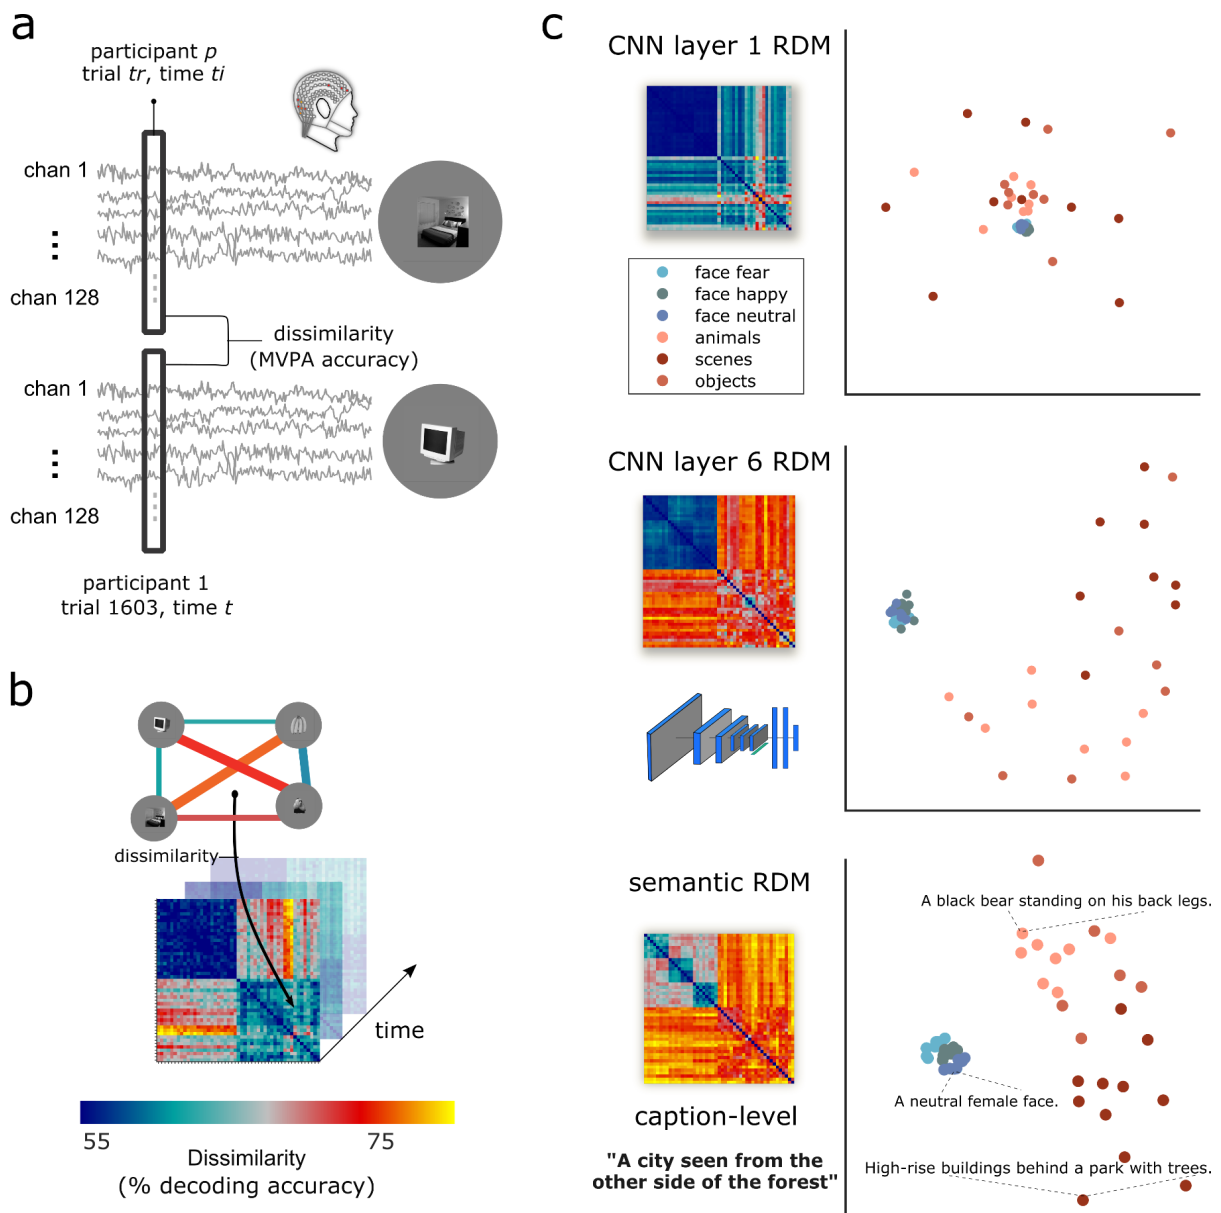 a
participant p
trial tr, time ti
chan 1
chan 128
dissimilarity
(MVPA accuracy)
chan 1
chan 128
participant 1
trial 1603, time t
b
dissimilarity
time
55
75
Dissimilarity
(% decoding accuracy)
c
CNN layer 1 RDM
face fear
face happy
face neutral
animals
scenes
objects
CNN layer 6 RDM
semantic RDM
caption-level
"A city seen from the
other side of the forest"
A black bear standing on his back legs.
A neutral female face.
High-rise buildings behind a park with trees.